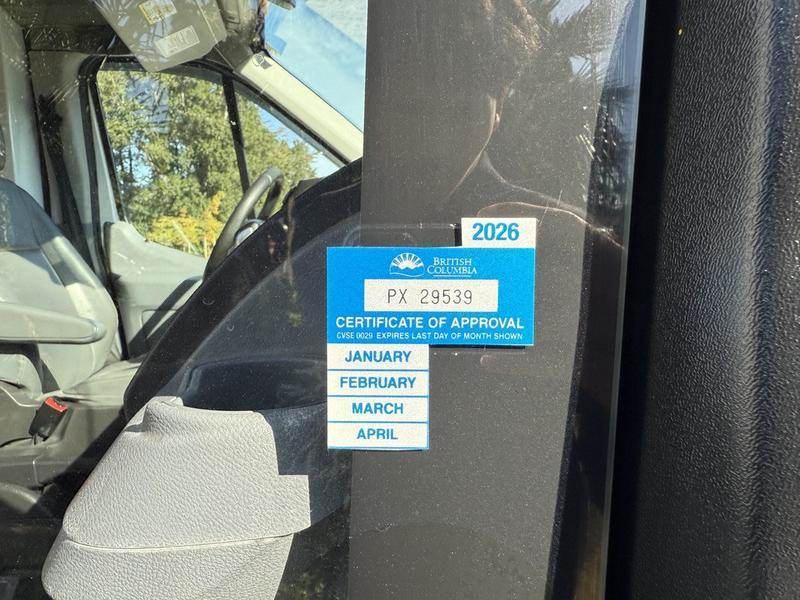 2026
BRITISH
COLUMBIA
PX 29539
CERTIFICATE OF APPROVAL
CVSE 0029 EXPIRES LAST DAY OF MONTH SHOWN
JANUARY
FEBRUARY
MARCH
APRIL